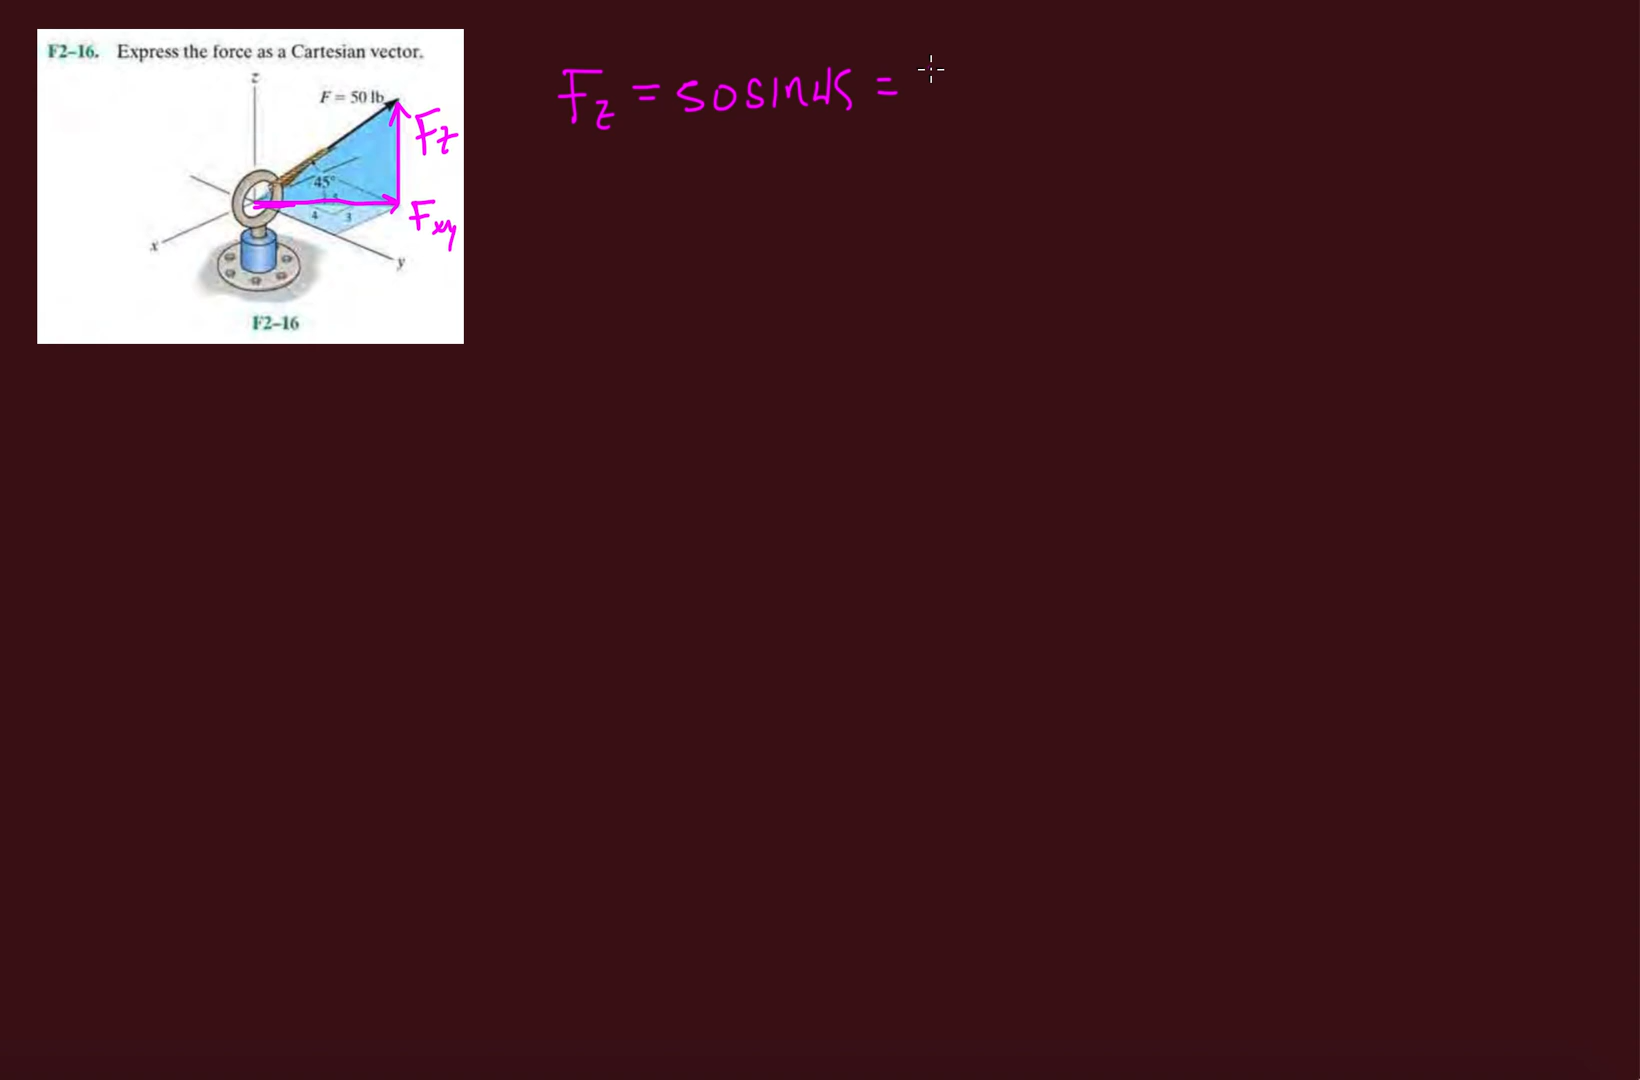 F2–16. Express the force as a Cartesian vector.
z
F = 50 lb
Fz
45°
5
4
3
Fxy
x
y
F2–16
Fz = 50sin45 =